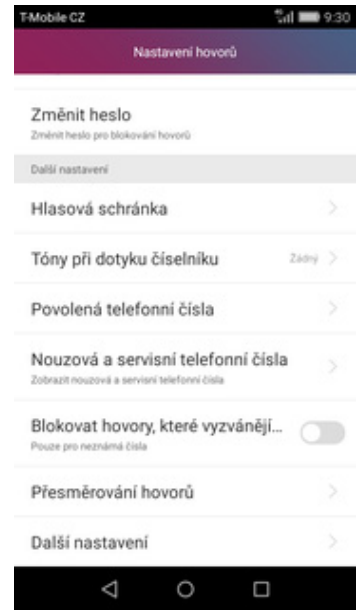 T-Mobile CZ 9:30
Nastavení hovorů
Změnit heslo
Změnit heslo pro blokování hovorů
Další nastavení
Hlasová schránka
Tóny při dotyku číselníku Žádný
Povolená telefonní čísla
Nouzová a servisní telefonní čísla
Zobrazit nouzová a servisní telefonní čísla
Blokovat hovory, které vyzvánějí...
Pouze pro neznámá čísla
Přesměrování hovorů
Další nastavení